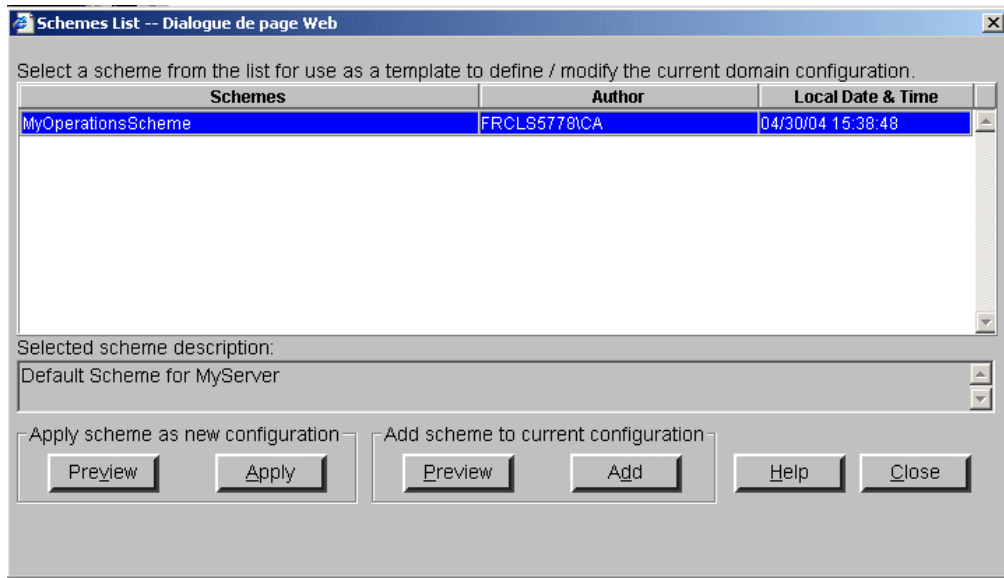 Schemes List -- Dialogue de page Web
Select a scheme from the list for use as a template to define / modify the current domain configuration.
Schemes Author Local Date & Time
MyOperationsScheme FRCLS5778\CA 04/30/04 15:38:48
Selected scheme description:
Default Scheme for MyServer
Apply scheme as new configuration Add scheme to current configuration
Preview Apply Preview Add Help Close